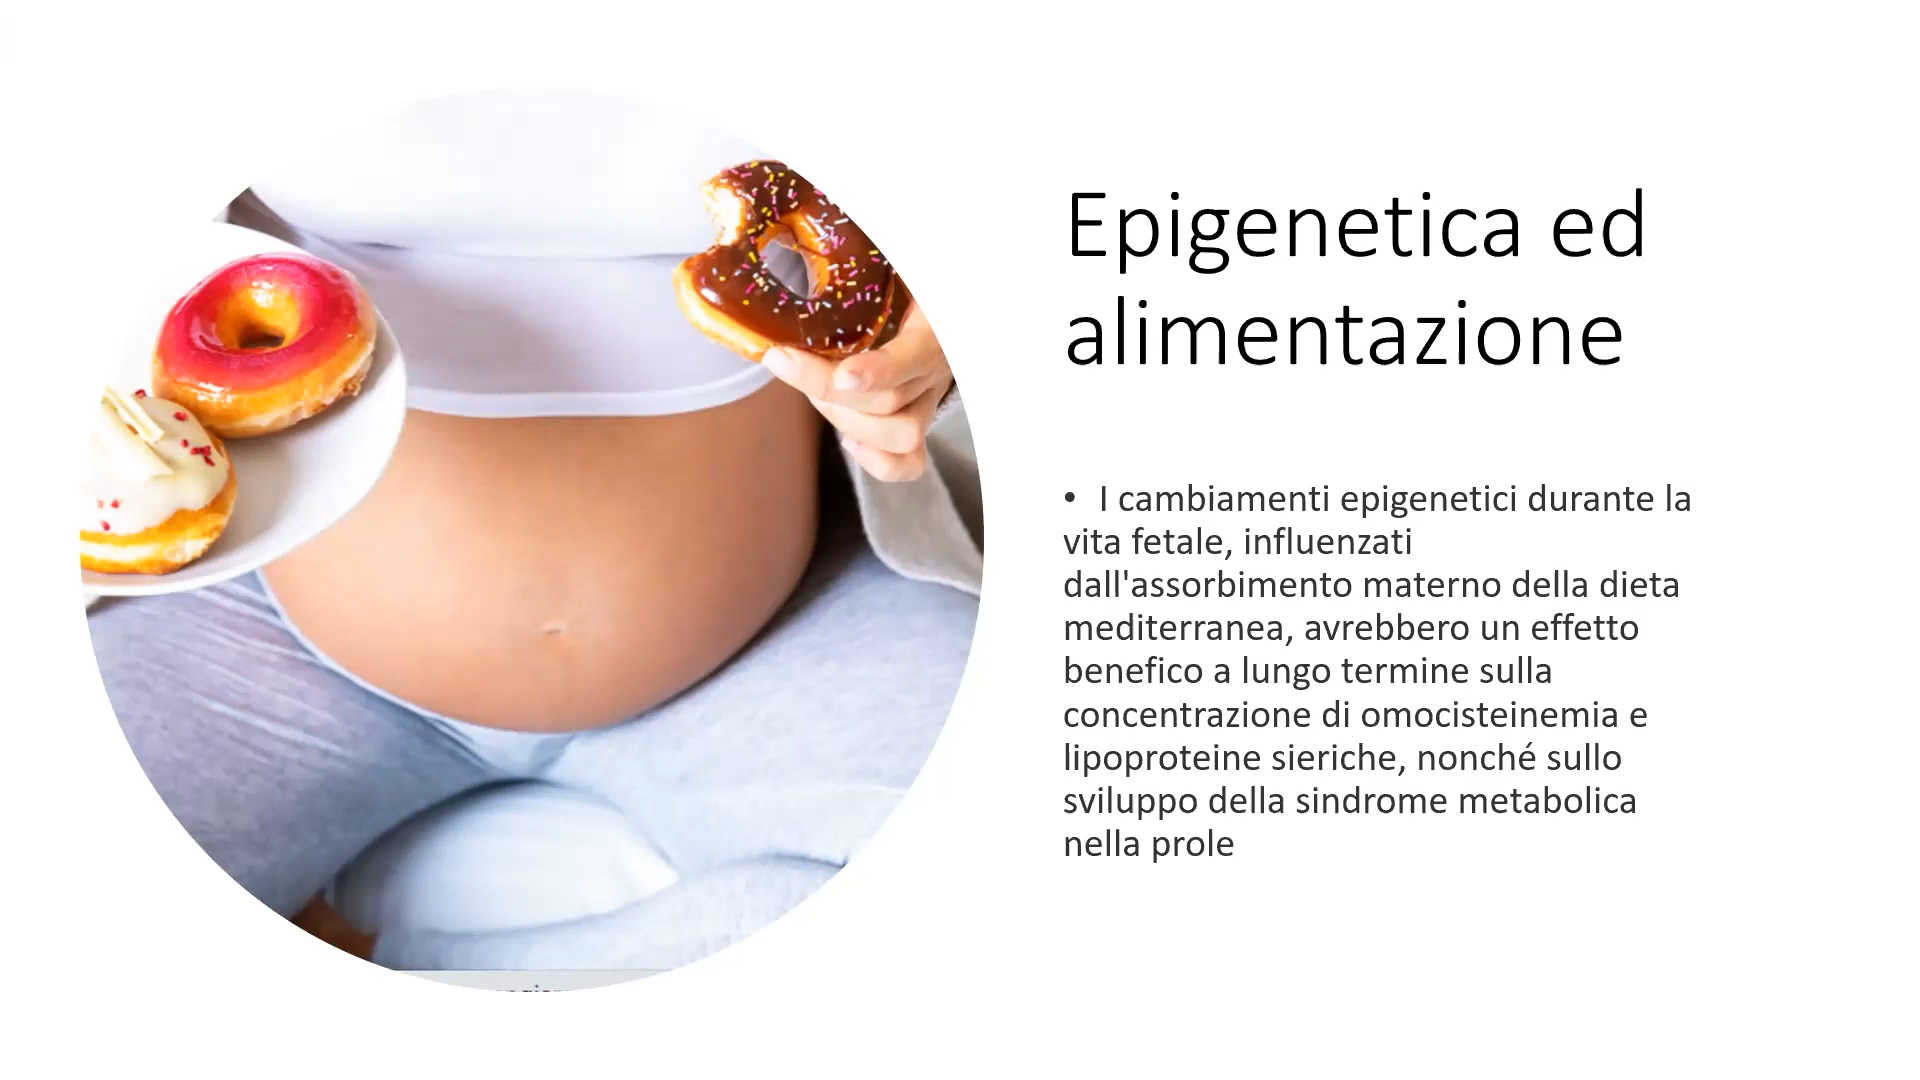 Epigenetica ed
alimentazione
• I cambiamenti epigenetici durante la
vita fetale, influenzati
dall'assorbimento materno della dieta
mediterranea, avrebbero un effetto
benefico a lungo termine sulla
concentrazione di omocisteinemia e
lipoproteine sieriche, nonché sullo
sviluppo della sindrome metabolica
nella prole